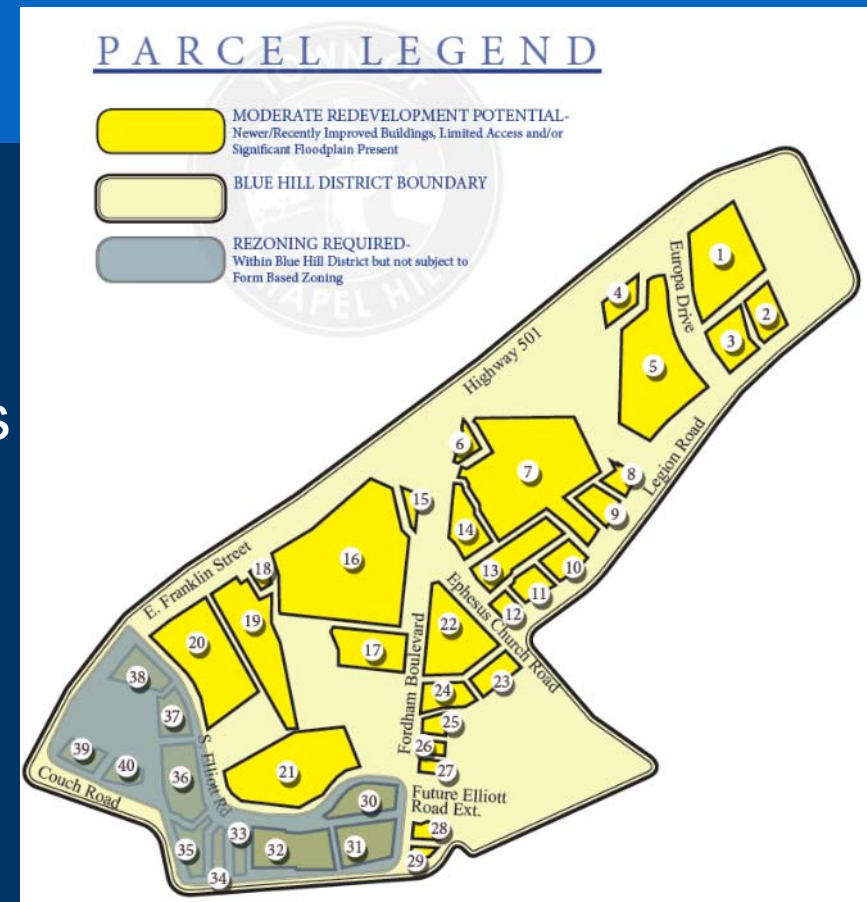 PARCEL LEGEND
MODERATE REDEVELOPMENT POTENTIAL-
Newer/Recently Improved Buildings, Limited Access and/or
Significant Floodplain Present
BLUE HILL DISTRICT BOUNDARY
REZONING REQUIRED-
Within Blue Hill District but not subject to
Form Based Zoning
TOWN OF
CHAPEL HILL
s
Highway 501
Europa Drive
Legion Road
E. Franklin Street
Fordham Boulevard
Ephesus Church Road
S. Elliott Rd
Couch Road
Future Elliott
Road Ext.
1
2
3
4
5
6
7
8
9
10
11
12
13
14
15
16
17
18
19
20
21
22
23
24
25
26
27
28
29
30
31
32
33
34
35
36
37
38
39
40